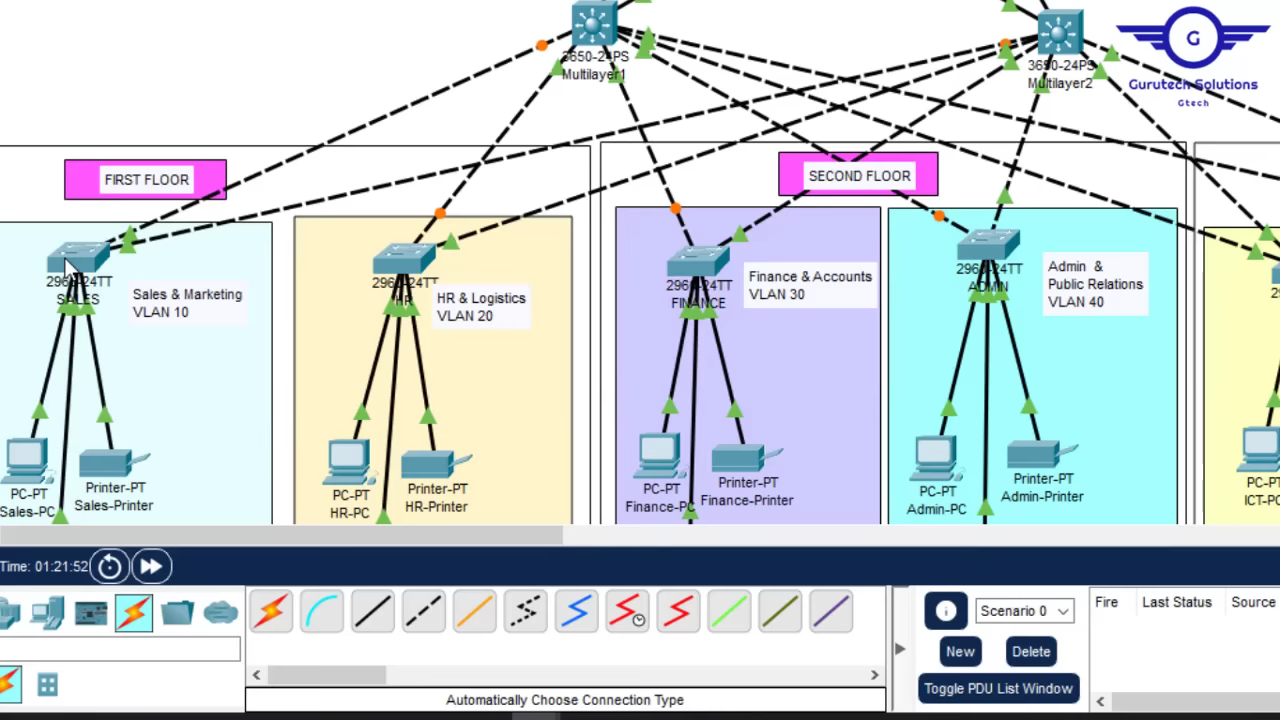 3650-24PS
Multilayer1
3650-24PS
Multilayer2
G
Gurutech Solutions
Gtech
FIRST FLOOR
SECOND FLOOR
SALES
Sales & Marketing
VLAN 10
HR
HR & Logistics
VLAN 20
FINANCE
Finance & Accounts
VLAN 30
ADMIN
Admin &
Public Relations
VLAN 40
PC-PT
Sales-PC
Printer-PT
Sales-Printer
PC-PT
HR-PC
Printer-PT
HR-Printer
PC-PT
Finance-PC
Printer-PT
Finance-Printer
PC-PT
Admin-PC
Printer-PT
Admin-Printer
PC-PT
ICT-PC
Time: 01:21:52
Scenario 0
New
Delete
Toggle PDU List Window
Fire
Last Status
Source
Automatically Choose Connection Type